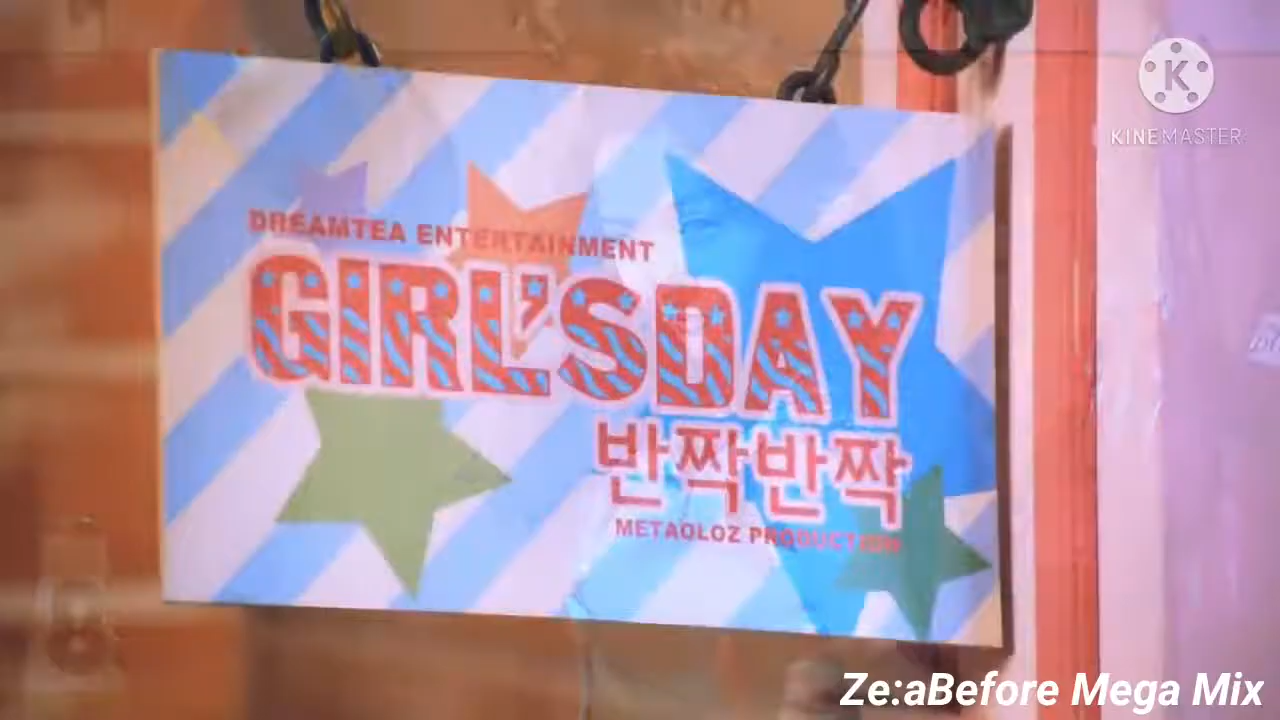 K
KINEMASTER
DREAMTEA ENTERTAINMENT
GIRL'SDAY
반짝반짝
METAOLOZ PRODUCTION
Ze:aBefore Mega Mix